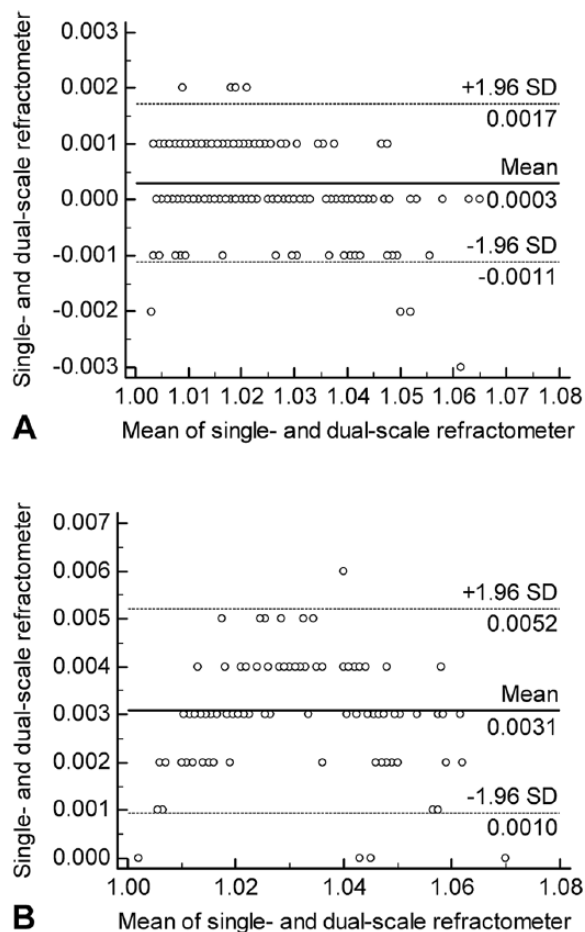 Single- and dual-scale refractometer
0.003
0.002
0.001
0.000
-0.001
-0.002
-0.003
+1.96 SD
0.0017
Mean
0.0003
-1.96 SD
-0.0011
1.00 1.01 1.02 1.03 1.04 1.05 1.06 1.07 1.08
A Mean of single- and dual-scale refractometer
Single- and dual-scale refractometer
0.007
0.006
0.005
0.004
0.003
0.002
0.001
0.000
+1.96 SD
0.0052
Mean
0.0031
-1.96 SD
0.0010
1.00 1.02 1.04 1.06 1.08
B Mean of single- and dual-scale refractometer